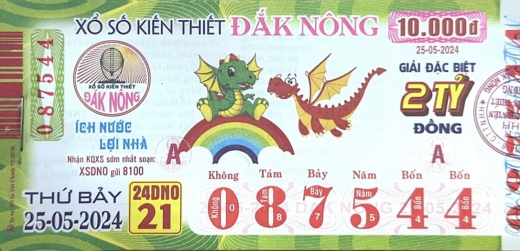 XỔ SỐ KIẾN THIẾT ĐẮK NÔNG
10.000đ
25-05-2024
087544
XỔ SỐ KIẾN THIẾT
ĐẮK NÔNG
ÍCH NƯỚC
LỢI NHÀ
Nhận KQXS sớm nhất soạn:
XSDNO gửi 8100
GIẢI ĐẶC BIỆT
2 TỶ
ĐỒNG
A
A
THỨ BẢY
25-05-2024
24DNO
21
Không Tám Bảy Năm Bốn Bốn
0 8 7 5 4 4